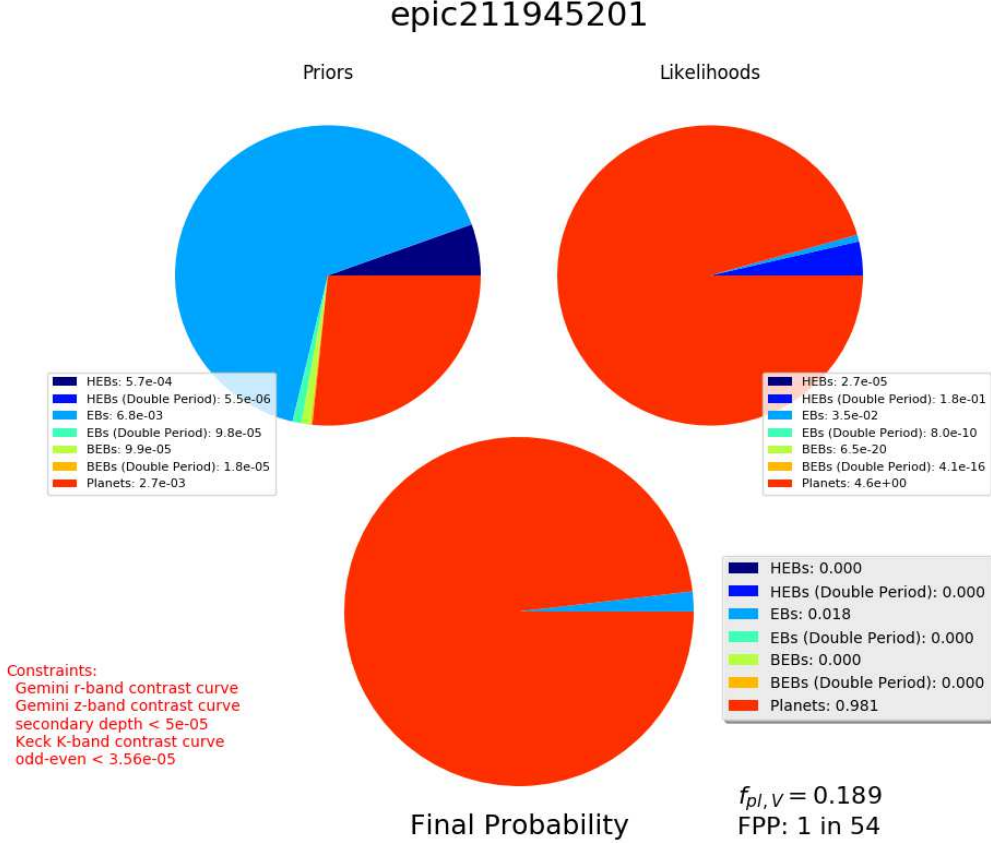 epic211945201
Priors
Likelihoods
HEBs: 5.7e-04
HEBs (Double Period): 5.5e-06
EBs: 6.8e-03
EBs (Double Period): 9.8e-05
BEBs: 9.9e-05
BEBs (Double Period): 1.8e-05
Planets: 2.7e-03
HEBs: 2.7e-05
HEBs (Double Period): 1.8e-01
EBs: 3.5e-02
EBs (Double Period): 8.0e-10
BEBs: 6.5e-20
BEBs (Double Period): 4.1e-16
Planets: 4.6e+00
HEBs: 0.000
HEBs (Double Period): 0.000
EBs: 0.018
EBs (Double Period): 0.000
BEBs: 0.000
BEBs (Double Period): 0.000
Planets: 0.981
Constraints:
Gemini r-band contrast curve
Gemini z-band contrast curve
secondary depth < 5e-05
Keck K-band contrast curve
odd-even < 3.56e-05
Final Probability
fpl, V = 0.189
FPP: 1 in 54